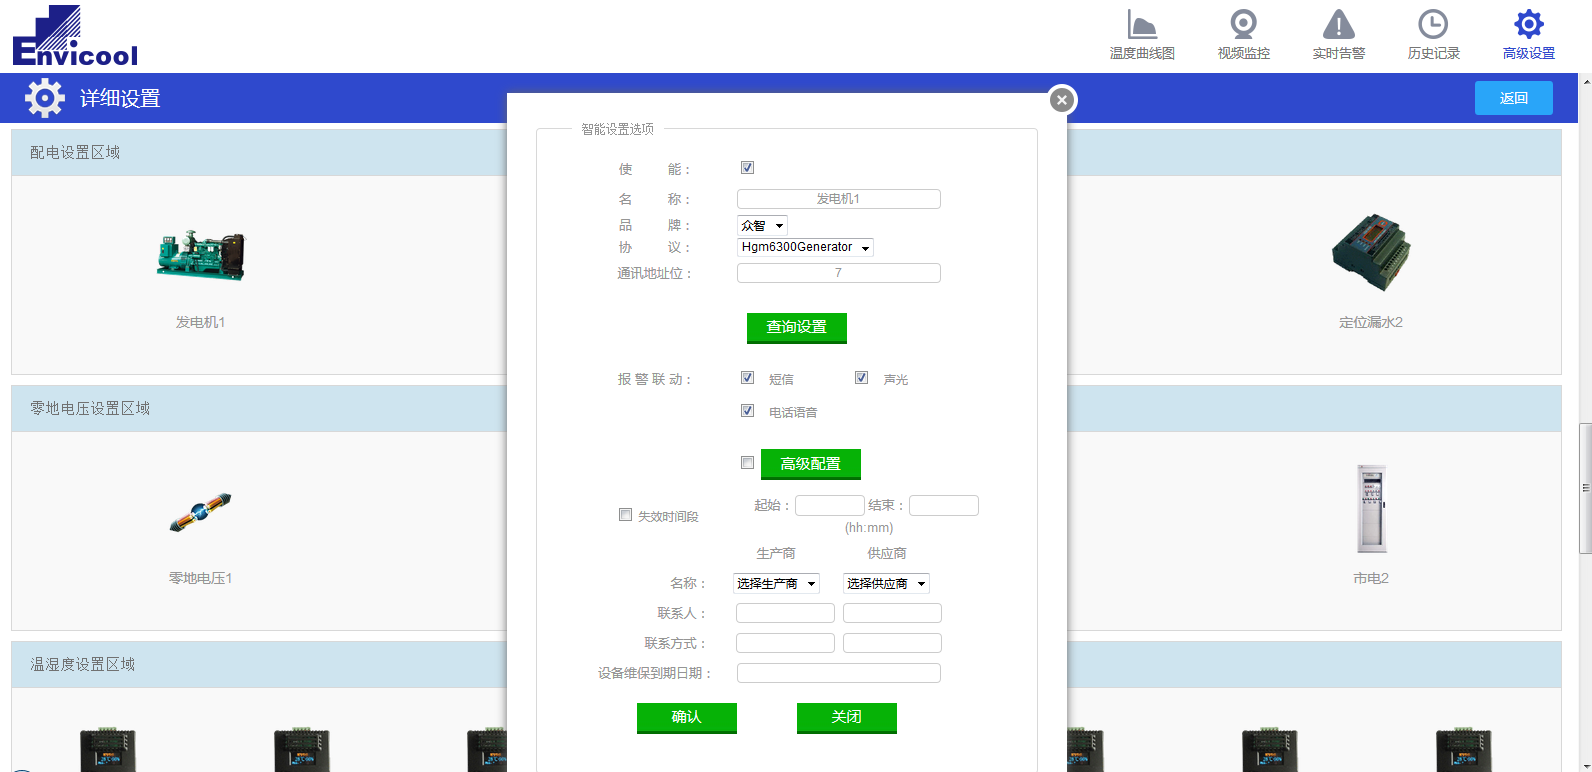 Envicool
温度曲线图 视频监控 实时告警 历史记录 高级设置
详细设置
返回
智能设置选项
配电设置区域
使 能：
名 称： 发电机1
品 牌： 众智
协 议： Hgm6300Generator
通讯地址位： 7
发电机1
定位漏水2
查询设置
报 警 联 动： 短信 声光
电话语音
零地电压设置区域
高级配置
失效时间段 起始： 结束：
(hh:mm)
生产商 供应商
零地电压1
市电2
名称： 选择生产商 选择供应商
联系人：
联系方式：
设备维保到期日期：
温湿度设置区域
确认 关闭